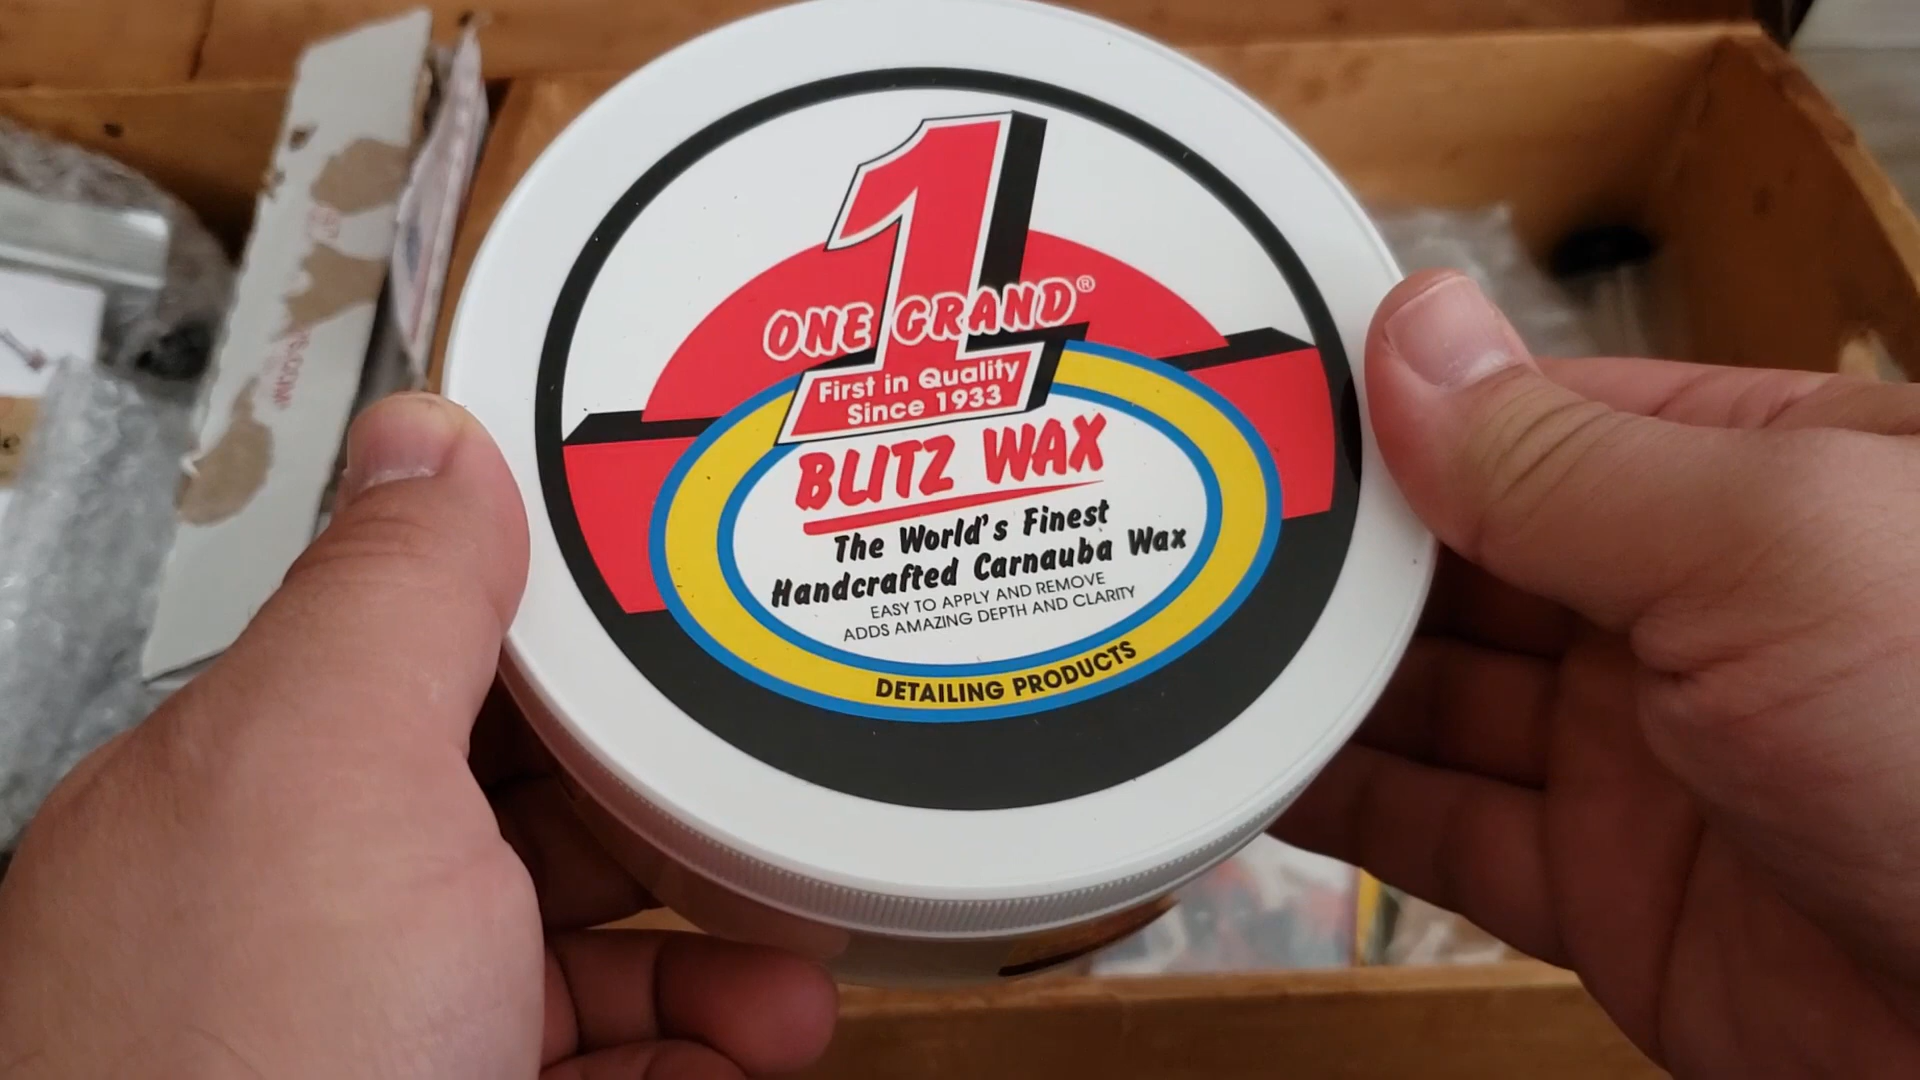 1
ONE GRAND®
First in Quality
Since 1933
BLITZ WAX
The World's Finest
Handcrafted Carnauba Wax
EASY TO APPLY AND REMOVE
ADDS AMAZING DEPTH AND CLARITY
DETAILING PRODUCTS